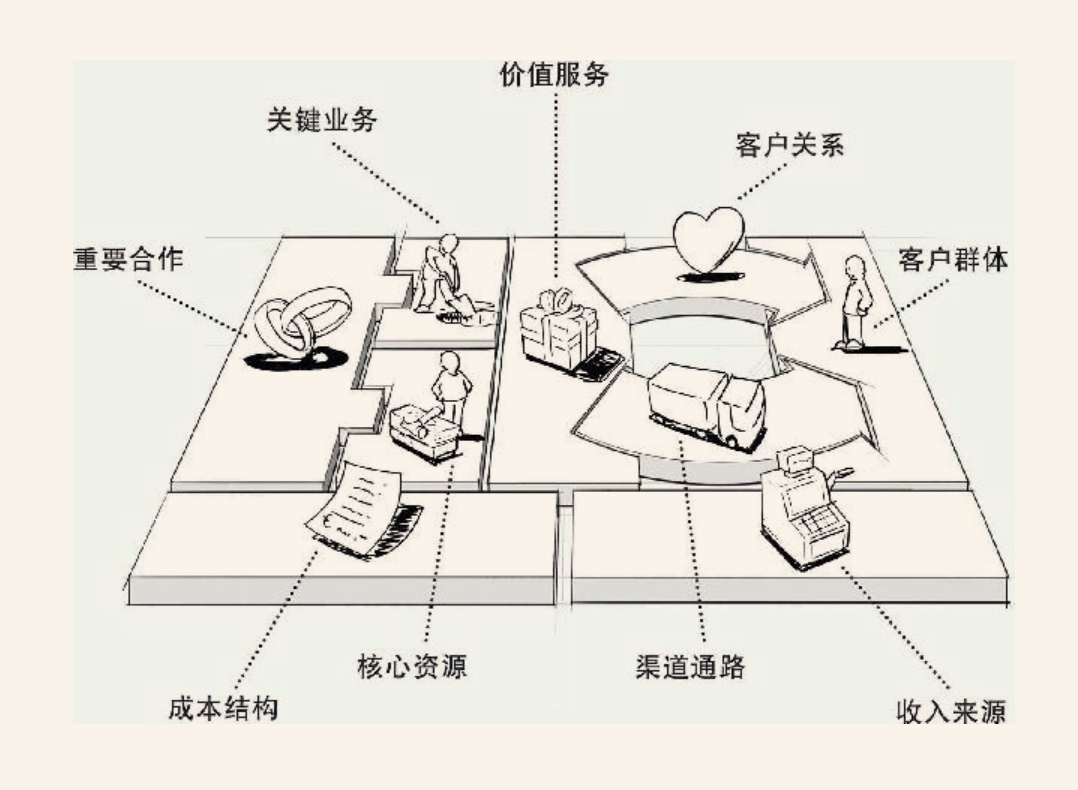 价值服务
关键业务
客户关系
重要合作
客户群体
核心资源
渠道通路
成本结构
收入来源